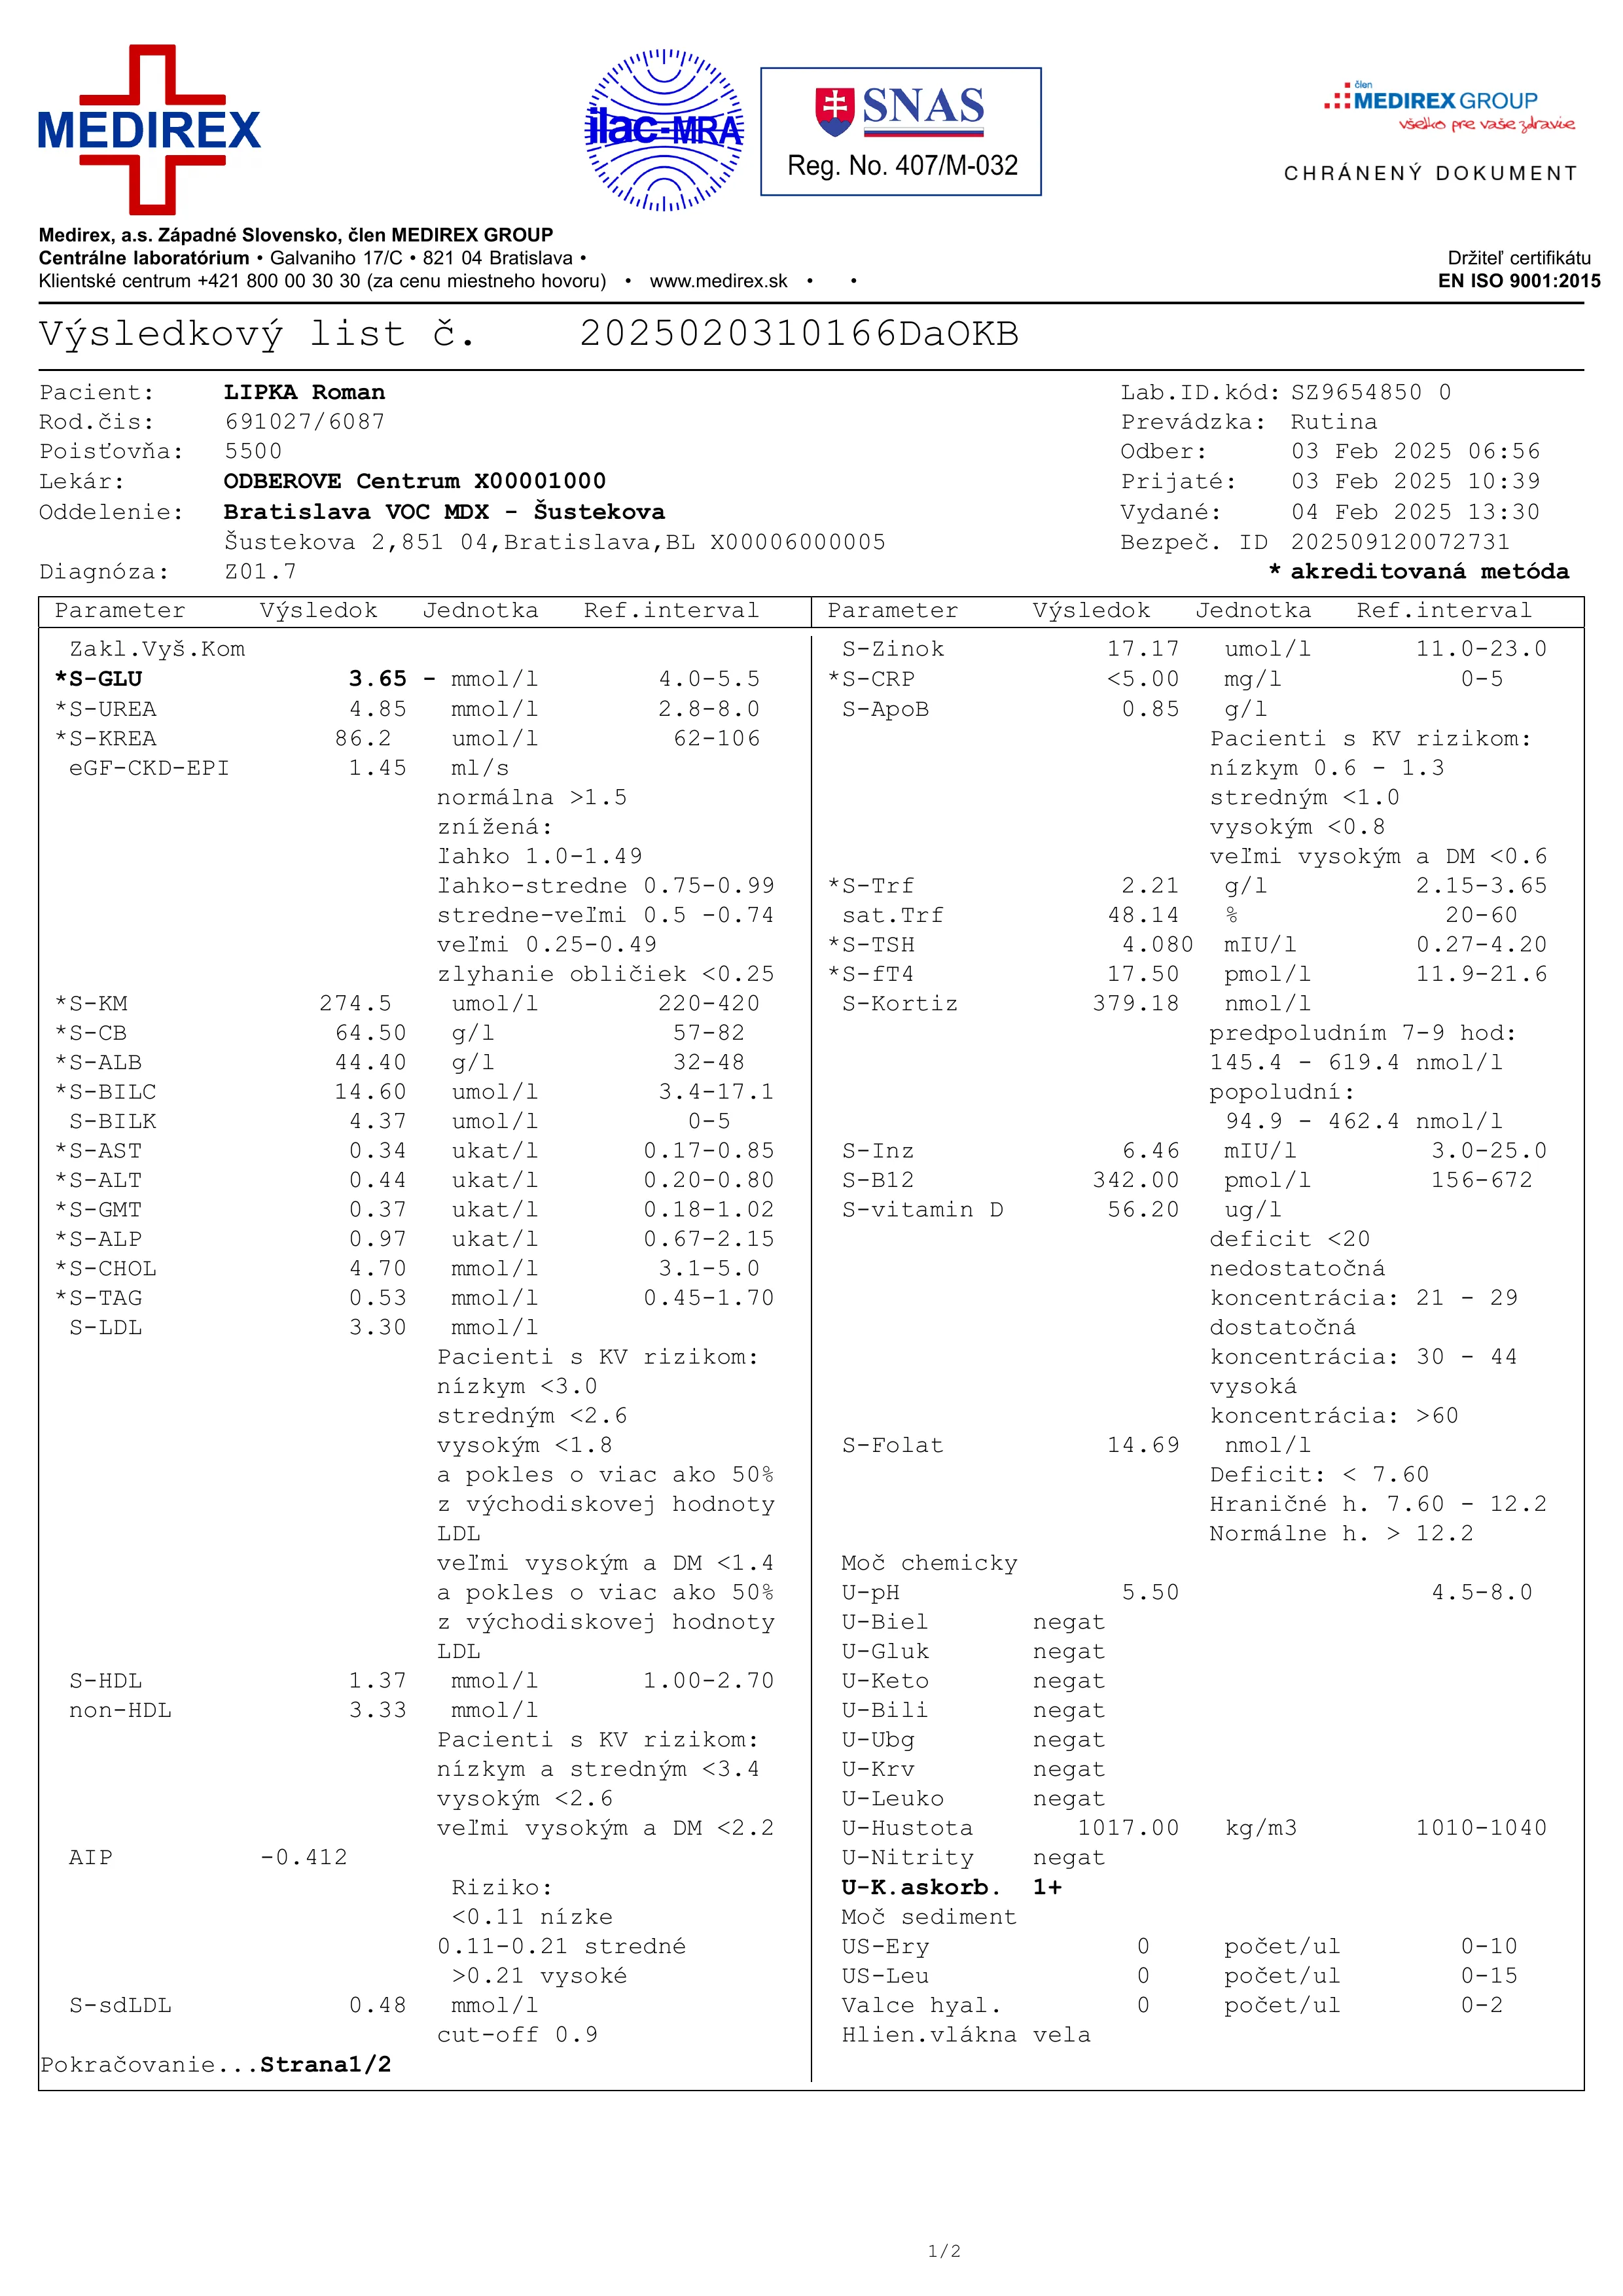 MEDIREX
ilac-MRA
SNAS
Reg. No. 407/M-032
člen
MEDIREX GROUP
všetko pre vaše zdravie
CHRÁNENÝ DOKUMENT
Medirex, a.s. Západné Slovensko, člen MEDIREX GROUP
Centrálne laboratórium • Galvaniho 17/C • 821 04 Bratislava •
Držiteľ certifikátu
Klientské centrum +421 800 00 30 30 (za cenu miestneho hovoru) • www.medirex.sk • •
EN ISO 9001:2015
Výsledkový list č. 2025020310166DaOKB
Pacient: LIPKA Roman
Rod.čis: 691027/6087
Poisťovňa: 5500
Lekár: ODBEROVE Centrum X00001000
Oddelenie: Bratislava VOC MDX - Šustekova
Šustekova 2,851 04,Bratislava,BL X00006000005
Diagnóza: Z01.7
Lab.ID.kód: SZ9654850 0
Prevádzka: Rutina
Odber: 03 Feb 2025 06:56
Prijaté: 03 Feb 2025 10:39
Vydané: 04 Feb 2025 13:30
Bezpeč. ID 202509120072731
* akreditovaná metóda
Parameter Výsledok Jednotka Ref.interval
Zakl.Vyš.Kom
*S-GLU 3.65 - mmol/l 4.0-5.5
*S-UREA 4.85 mmol/l 2.8-8.0
*S-KREA 86.2 umol/l 62-106
eGF-CKD-EPI 1.45 ml/s
normálna >1.5
znížená:
ľahko 1.0-1.49
ľahko-stredne 0.75-0.99
stredne-veľmi 0.5 -0.74
veľmi 0.25-0.49
zlyhanie obličiek <0.25
*S-KM 274.5 umol/l 220-420
*S-CB 64.50 g/l 57-82
*S-ALB 44.40 g/l 32-48
*S-BILC 14.60 umol/l 3.4-17.1
S-BILK 4.37 umol/l 0-5
*S-AST 0.34 ukat/l 0.17-0.85
*S-ALT 0.44 ukat/l 0.20-0.80
*S-GMT 0.37 ukat/l 0.18-1.02
*S-ALP 0.97 ukat/l 0.67-2.15
*S-CHOL 4.70 mmol/l 3.1-5.0
*S-TAG 0.53 mmol/l 0.45-1.70
S-LDL 3.30 mmol/l
Pacienti s KV rizikom:
nízkym <3.0
stredným <2.6
vysokým <1.8
a pokles o viac ako 50%
z východiskovej hodnoty
LDL
veľmi vysokým a DM <1.4
a pokles o viac ako 50%
z východiskovej hodnoty
LDL
S-HDL 1.37 mmol/l 1.00-2.70
non-HDL 3.33 mmol/l
Pacienti s KV rizikom:
nízkym a stredným <3.4
vysokým <2.6
veľmi vysokým a DM <2.2
AIP -0.412
Riziko:
<0.11 nízke
0.11-0.21 stredné
>0.21 vysoké
S-sdLDL 0.48 mmol/l
cut-off 0.9
Pokračovanie...Strana1/2
Parameter Výsledok Jednotka Ref.interval
S-Zinok 17.17 umol/l 11.0-23.0
*S-CRP <5.00 mg/l 0-5
S-ApoB 0.85 g/l
Pacienti s KV rizikom:
nízkym 0.6 - 1.3
stredným <1.0
vysokým <0.8
veľmi vysokým a DM <0.6
*S-Trf 2.21 g/l 2.15-3.65
sat.Trf 48.14 % 20-60
*S-TSH 4.080 mIU/l 0.27-4.20
*S-fT4 17.50 pmol/l 11.9-21.6
S-Kortiz 379.18 nmol/l
predpoludním 7-9 hod:
145.4 - 619.4 nmol/l
popoludní:
94.9 - 462.4 nmol/l
S-Inz 6.46 mIU/l 3.0-25.0
S-B12 342.00 pmol/l 156-672
S-vitamin D 56.20 ug/l
deficit <20
nedostatočná
koncentrácia: 21 - 29
dostatočná
koncentrácia: 30 - 44
vysoká
koncentrácia: >60
S-Folat 14.69 nmol/l
Deficit: < 7.60
Hraničné h. 7.60 - 12.2
Normálne h. > 12.2
Moč chemicky
U-pH 5.50 4.5-8.0
U-Biel negat
U-Gluk negat
U-Keto negat
U-Bili negat
U-Ubg negat
U-Krv negat
U-Leuko negat
U-Hustota 1017.00 kg/m3 1010-1040
U-Nitrity negat
U-K.askorb. 1+
Moč sediment
US-Ery 0 počet/ul 0-10
US-Leu 0 počet/ul 0-15
Valce hyal. 0 počet/ul 0-2
Hlien.vlákna vela
1/2